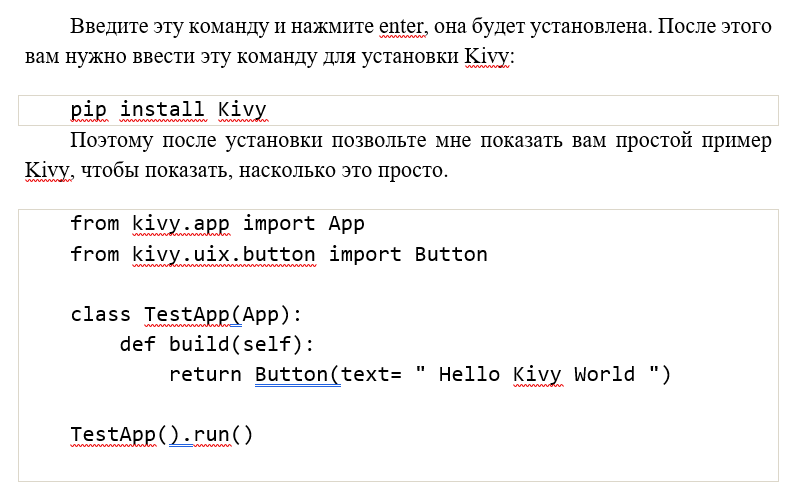 Введите эту команду и нажмите enter, она будет установлена. После этого
вам нужно ввести эту команду для установки Kivy:
pip install Kivy
Поэтому после установки позвольте мне показать вам простой пример
Kivy, чтобы показать, насколько это просто.
from kivy.app import App
from kivy.uix.button import Button
class TestApp(App):
    def build(self):
        return Button(text= " Hello Kivy World ")
TestApp().run()